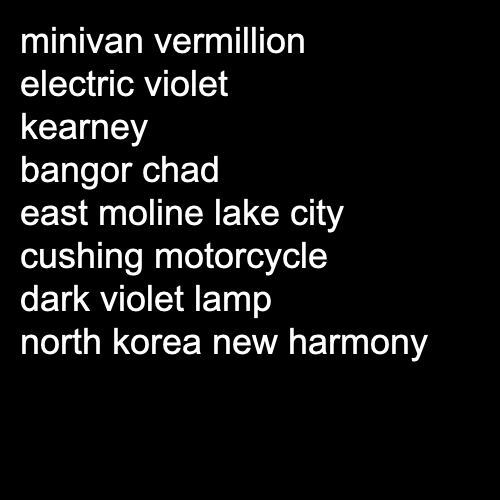 minivan vermillion
electric violet
kearney
bangor chad
east moline lake city
cushing motorcycle
dark violet lamp
north korea new harmony